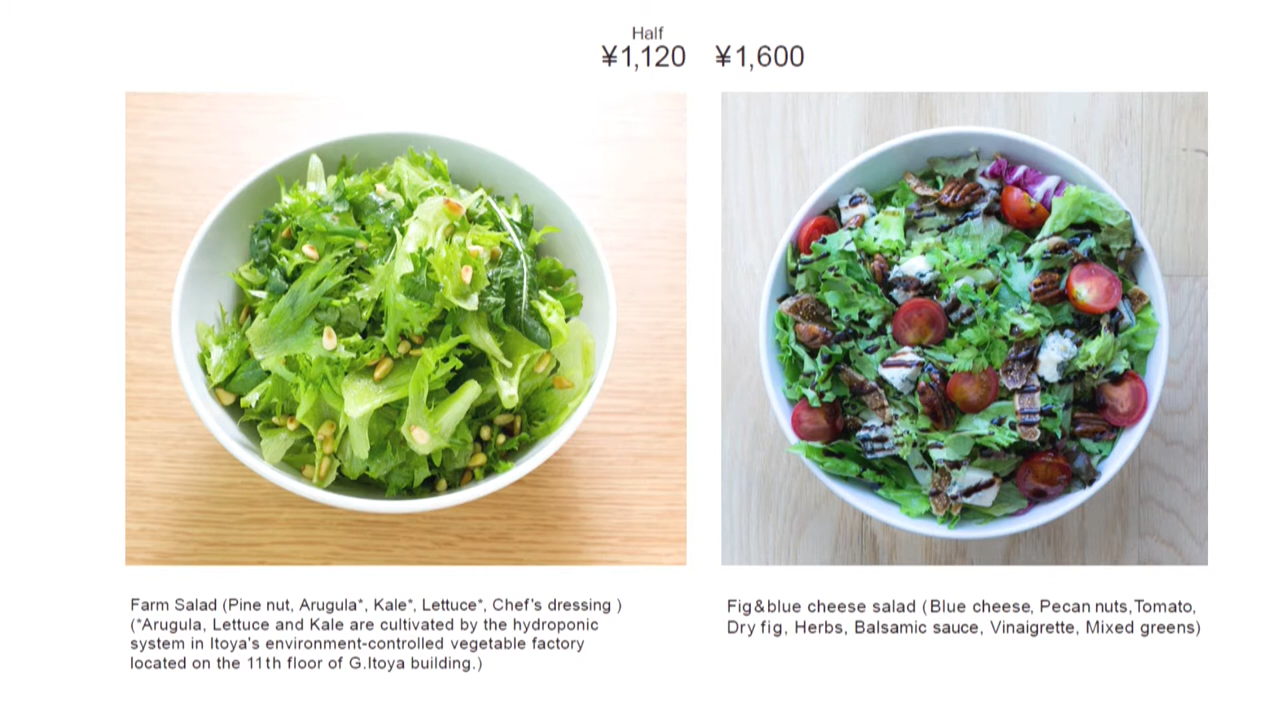 Half
¥1,120 ¥1,600
Farm Salad (Pine nut, Arugula*, Kale*, Lettuce*, Chef's dressing )
(*Arugula, Lettuce and Kale are cultivated by the hydroponic
system in Itoya's environment-controlled vegetable factory
located on the 11th floor of G.Itoya building.)
Fig&blue cheese salad (Blue cheese, Pecan nuts,Tomato,
Dry fig, Herbs, Balsamic sauce, Vinaigrette, Mixed greens)